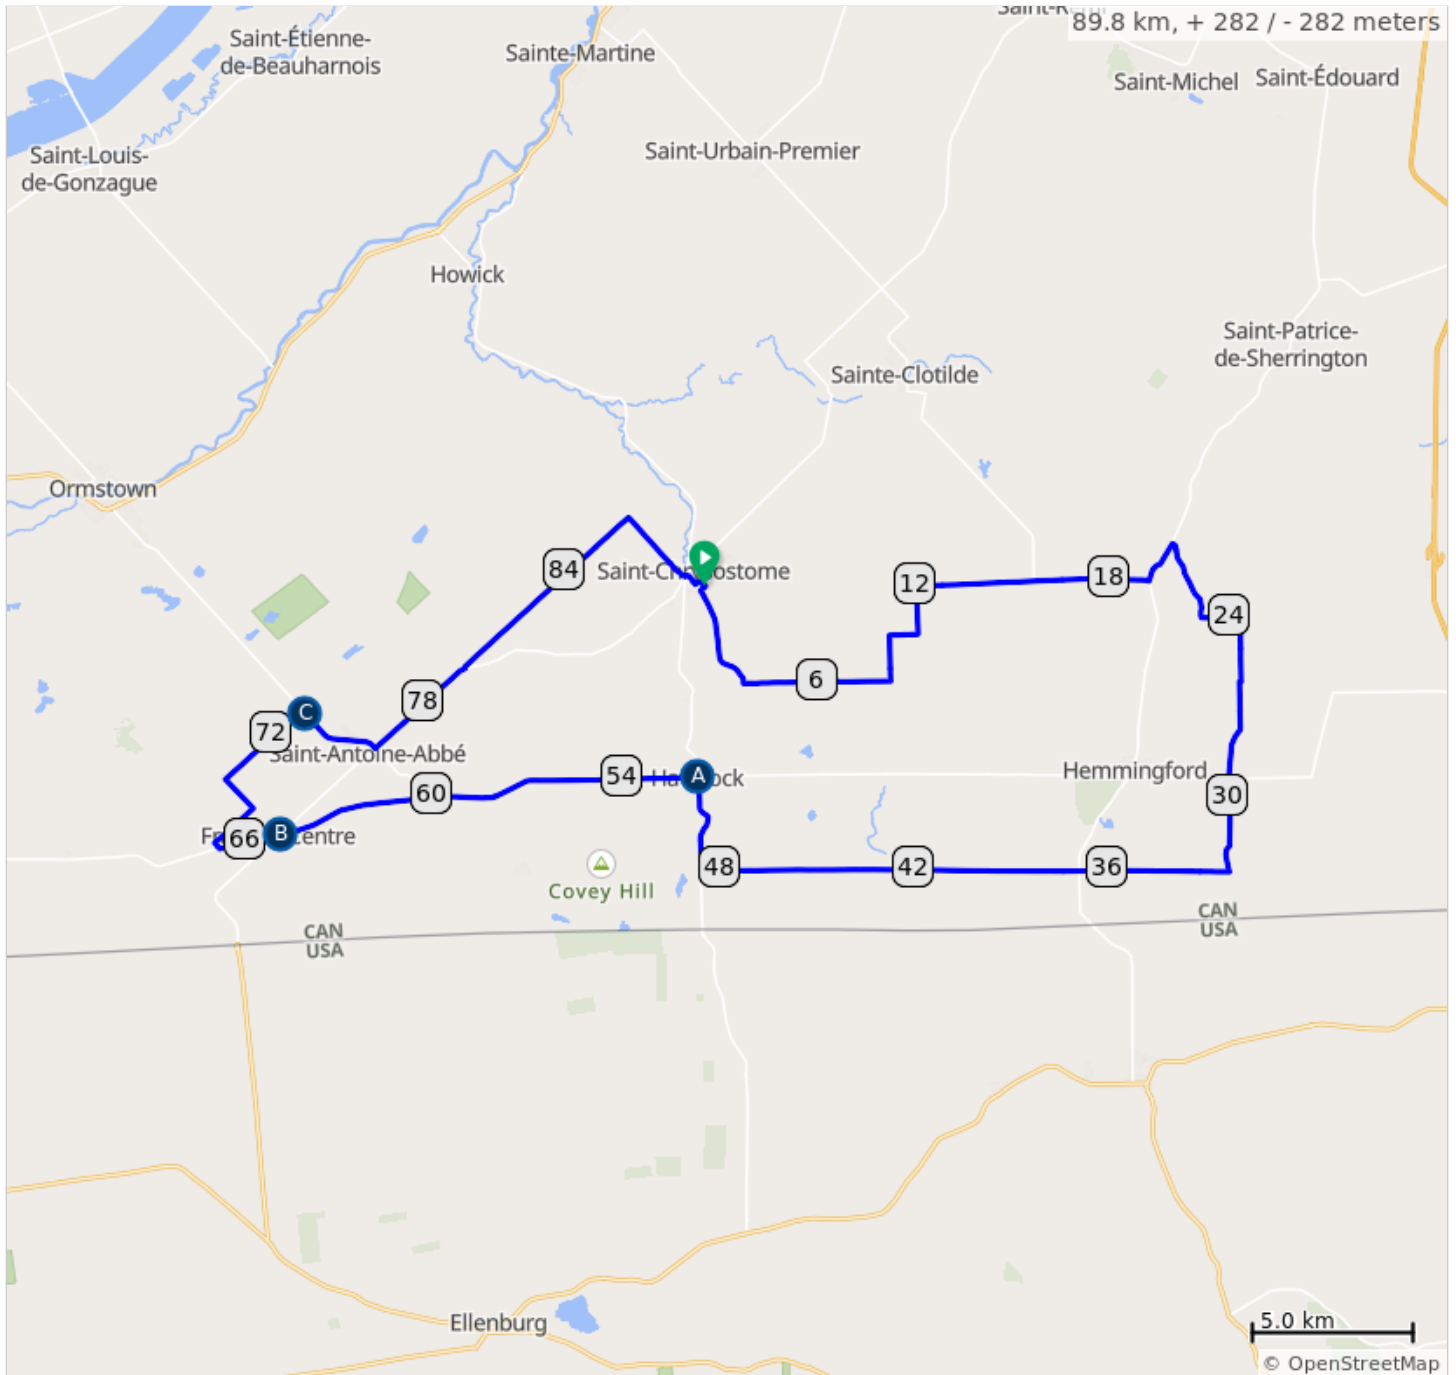 89.8 km, + 282 / - 282 meters
Saint-Étienne-
de-Beauharnois
Sainte-Martine
Saint-Michel
Saint-Édouard
Saint-Louis-
de-Gonzague
Saint-Urbain-Premier
Howick
Saint-Patrice-
de-Sherrington
Sainte-Clotilde
Ormstown
84
12
18
24
6
78
C
72
Saint-Antoine-Abbé
54
A
Hemmingford
60
30
66
B
48
42
36
Covey Hill
CAN
USA
CAN
USA
Ellenburg
5.0 km
© OpenStreetMap